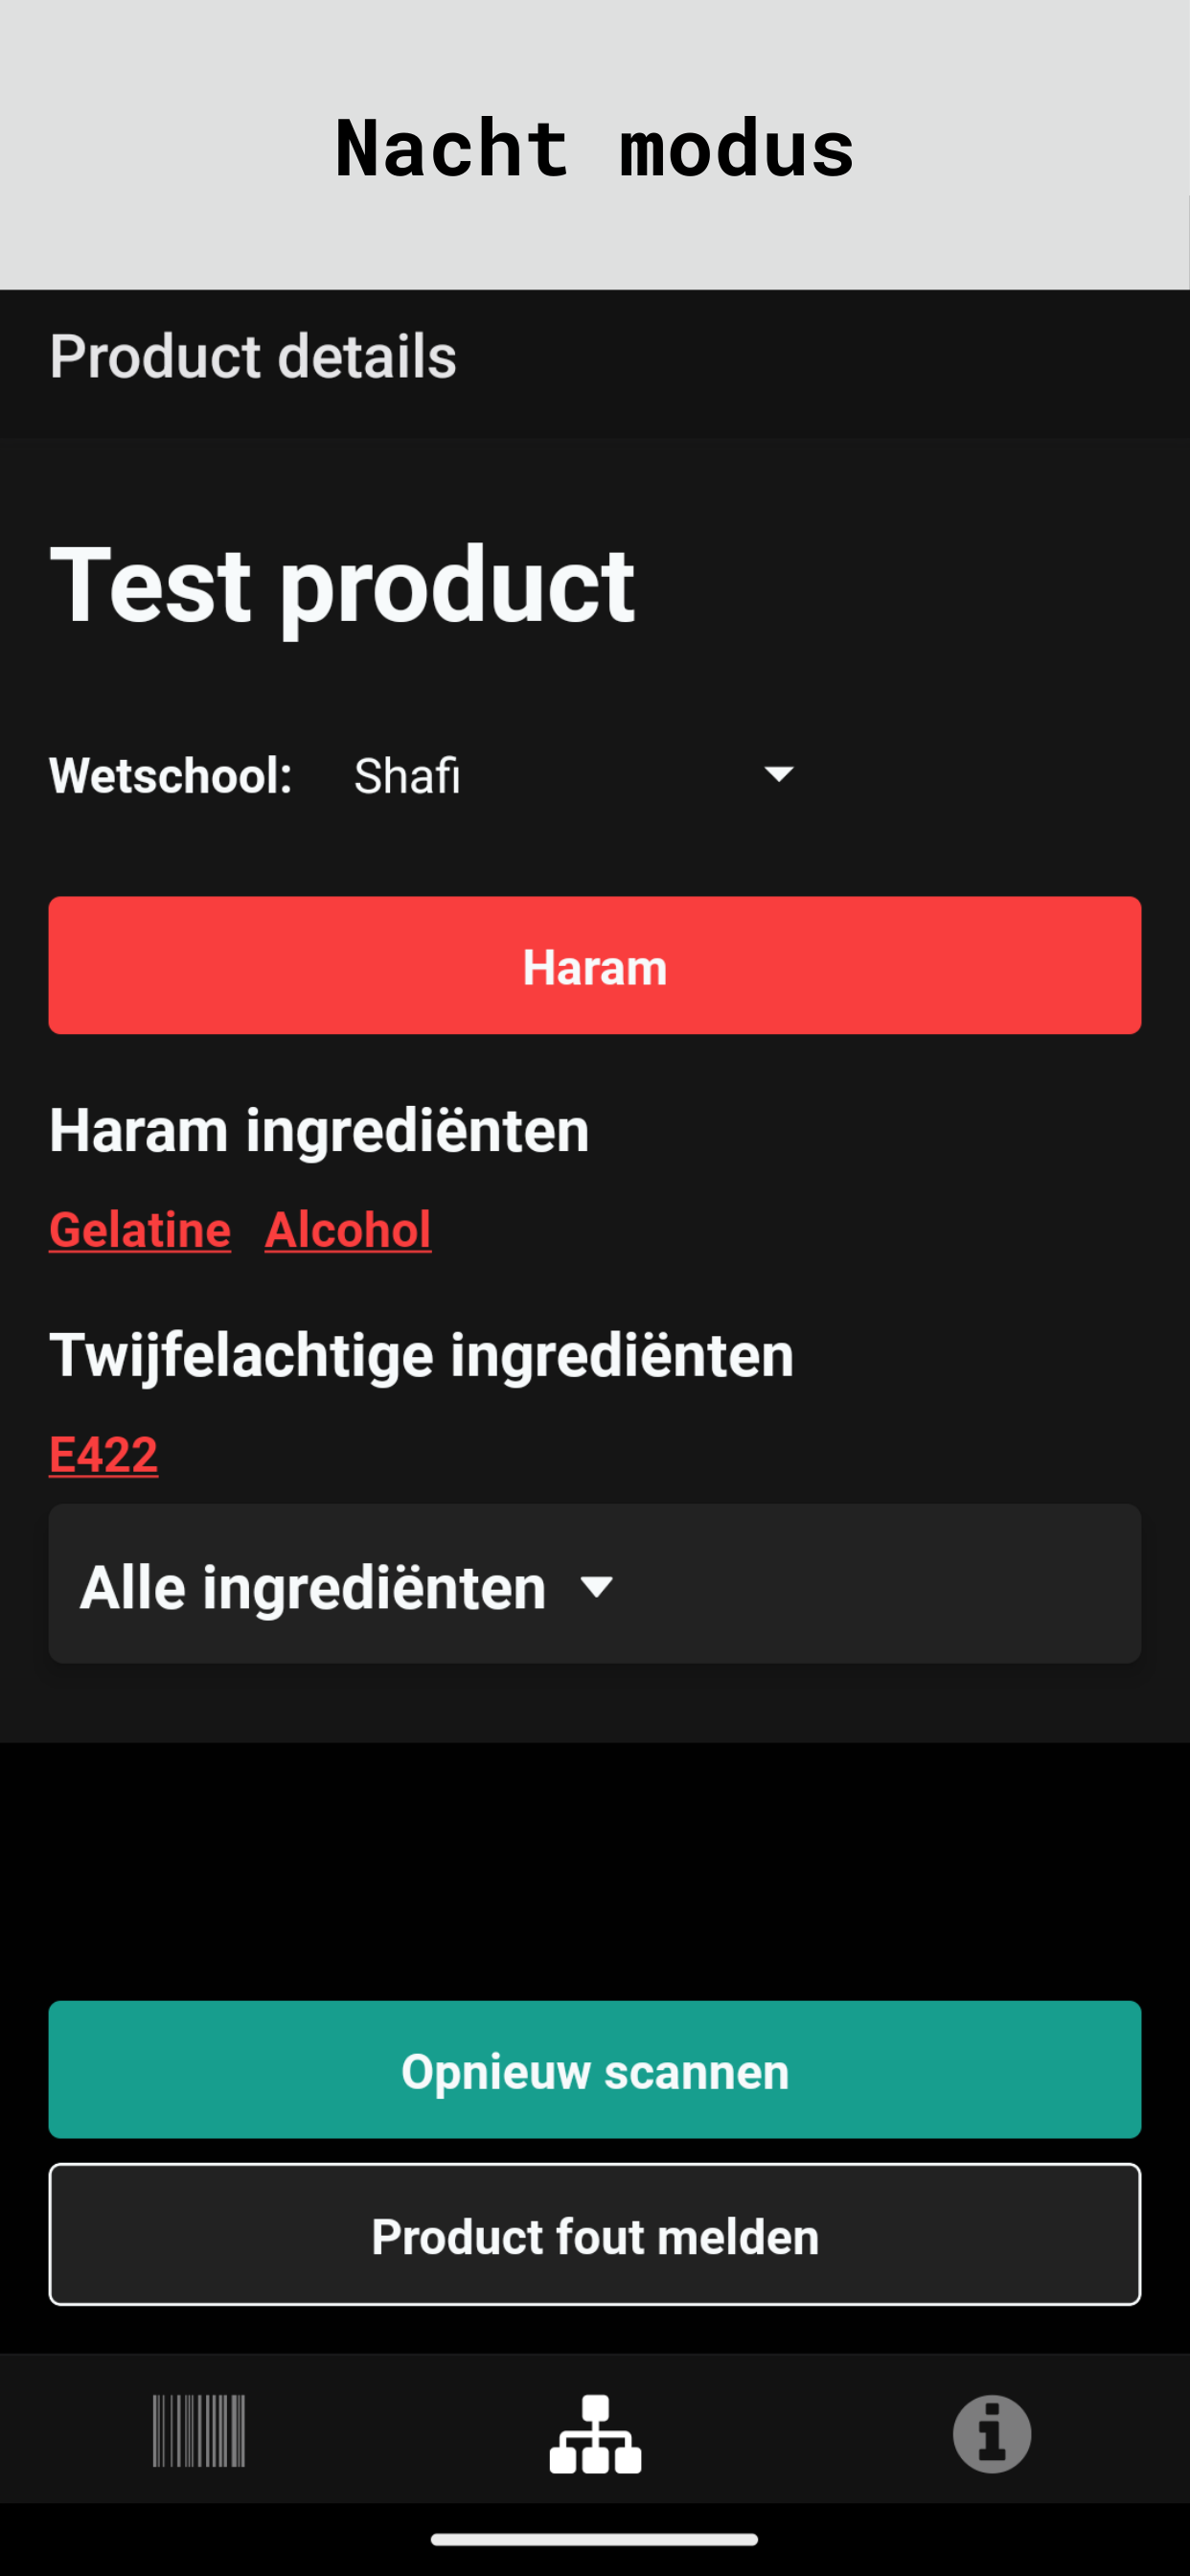 Nacht modus
Product details
Test product
Wetschool: Shafi
Haram
Haram ingrediënten
Gelatine Alcohol
Twijfelachtige ingrediënten
E422
Alle ingrediënten
Opnieuw scannen
Product fout melden